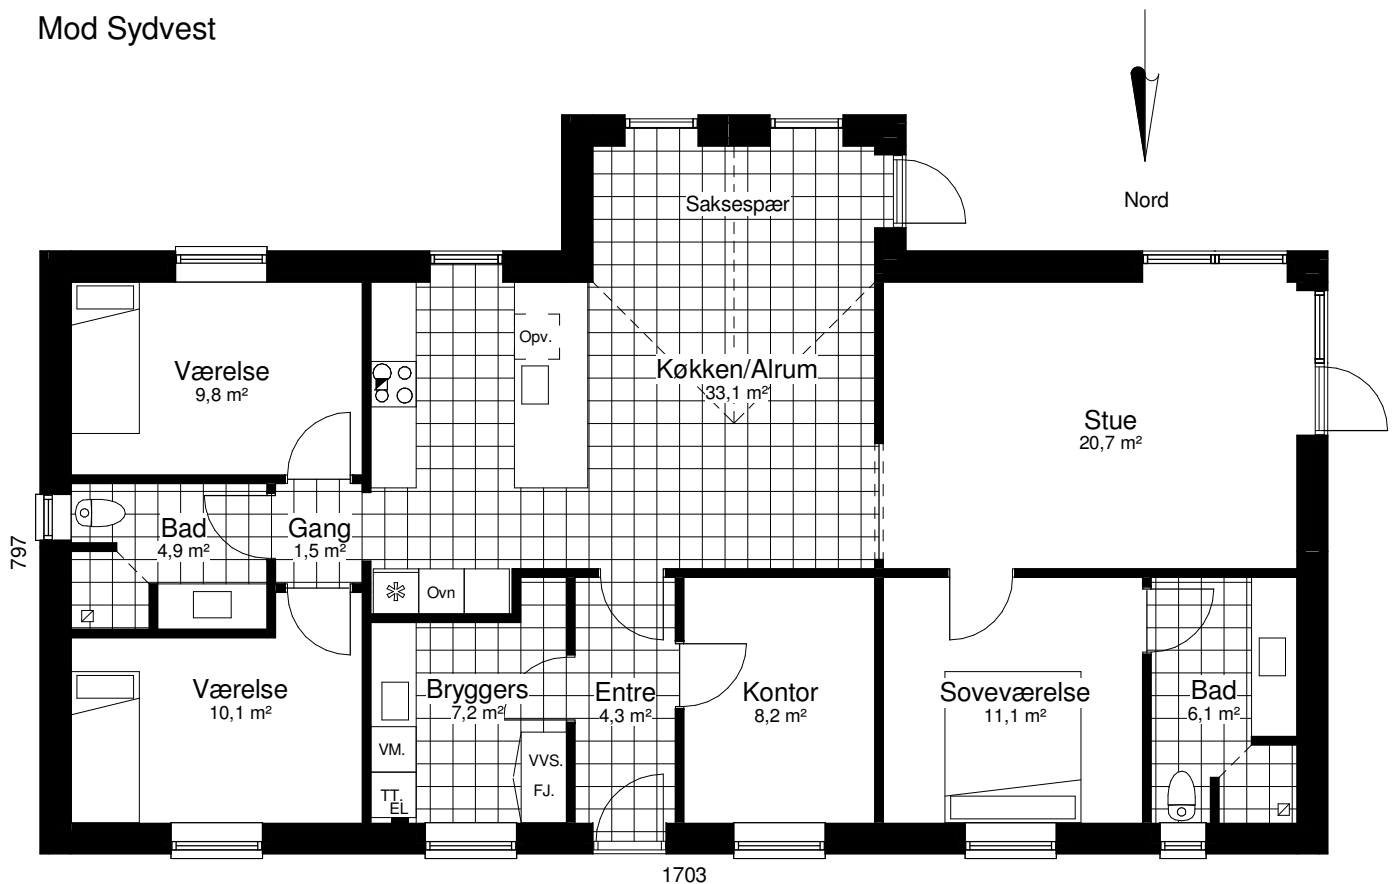 Mod Sydvest
Nord
Saksespær
Opv.
Værelse
9,8 m²
Køkken/Alrum
33,1 m²
Stue
20,7 m²
Bad
4,9 m²
Gang
1,5 m²
797
Ovn
Værelse
10,1 m²
Bryggers
7,2 m²
Entre
4,3 m²
Kontor
8,2 m²
Soveværelse
11,1 m²
Bad
6,1 m²
VM.
VVS.
FJ.
TT.
EL
1703